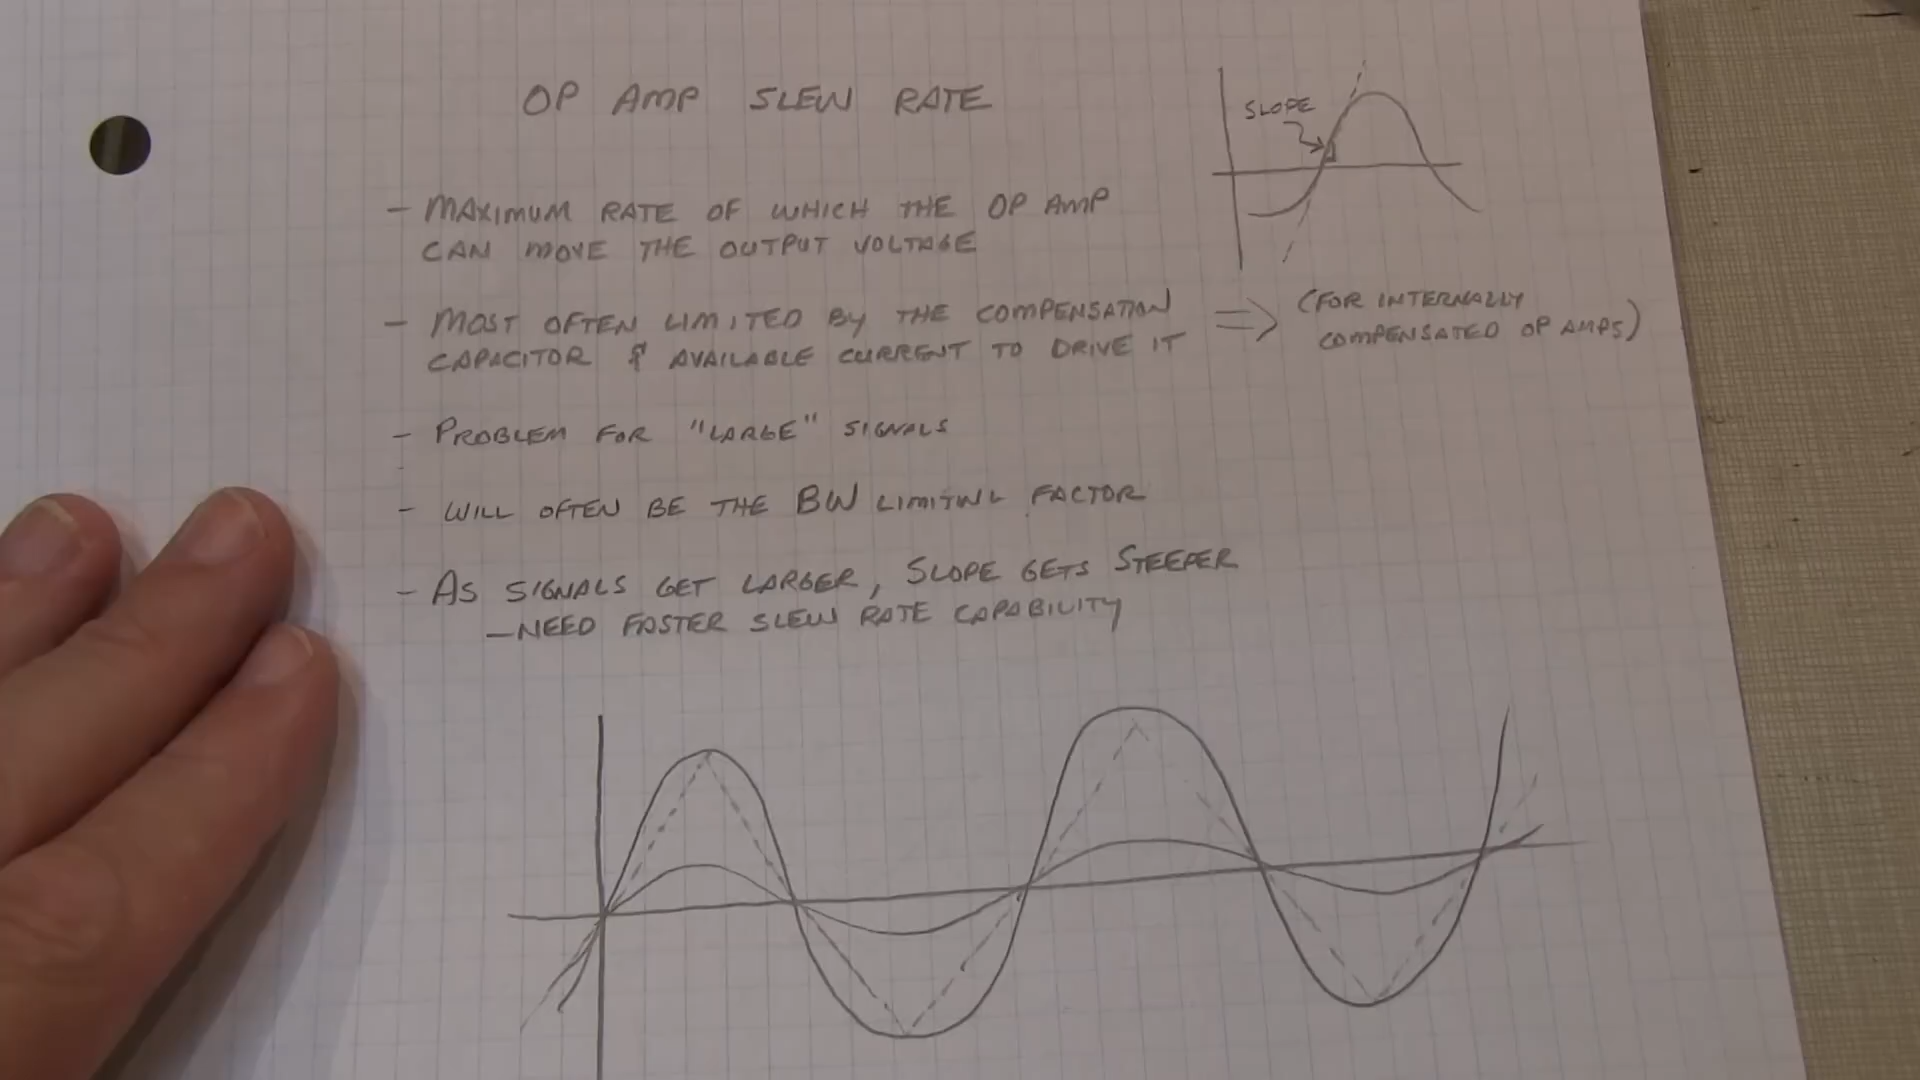 OP AMP SLEW RATE
SLOPE
- MAXIMUM RATE OF WHICH THE OP AMP
CAN MOVE THE OUTPUT VOLTAGE
- MOST OFTEN LIMITED BY THE COMPENSATION
CAPACITOR & AVAILABLE CURRENT TO DRIVE IT
=> (FOR INTERNALLY
COMPENSATED OP AMPS)
- PROBLEM FOR "LARGE" SIGNALS
- WILL OFTEN BE THE BW LIMITING FACTOR
- AS SIGNALS GET LARGER, SLOPE GETS STEEPER
- NEED FASTER SLEW RATE CAPABILITY